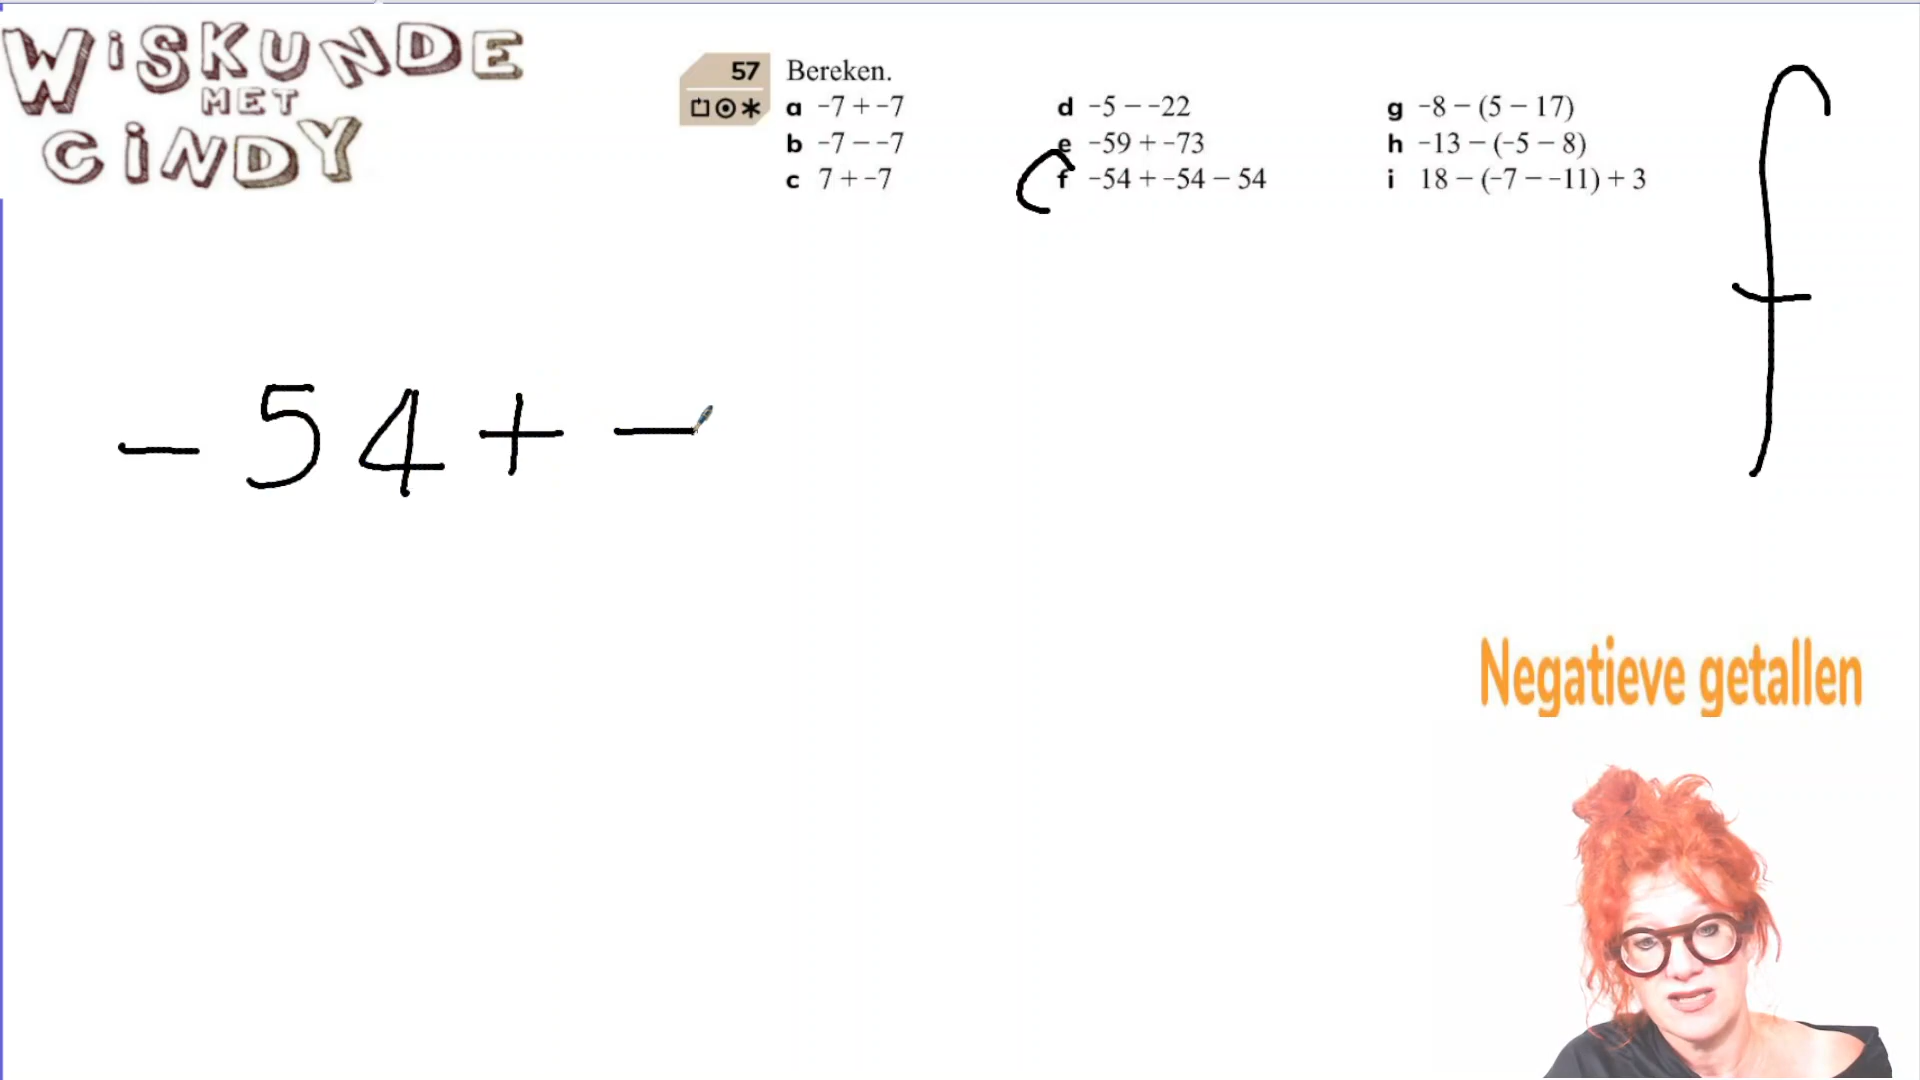 WiSKUNDE
MET
CiNDY
57 Bereken.
a -7 + -7
b -7 - -7
c 7 + -7
d -5 - -22
e -59 + -73
f -54 + -54 - 54
g -8 - (5 - 17)
h -13 - (-5 - 8)
i 18 - (-7 - -11) + 3
f
- 54 + -
Negatieve getallen